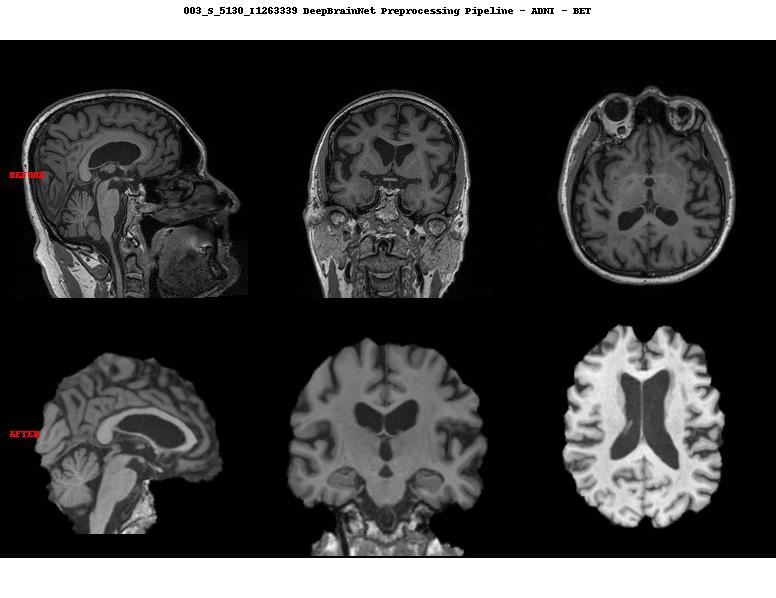 003_S_5130_I1263339 DeepBrainNet Preprocessing Pipeline - ADNI - BET
BEFORE
AFTER